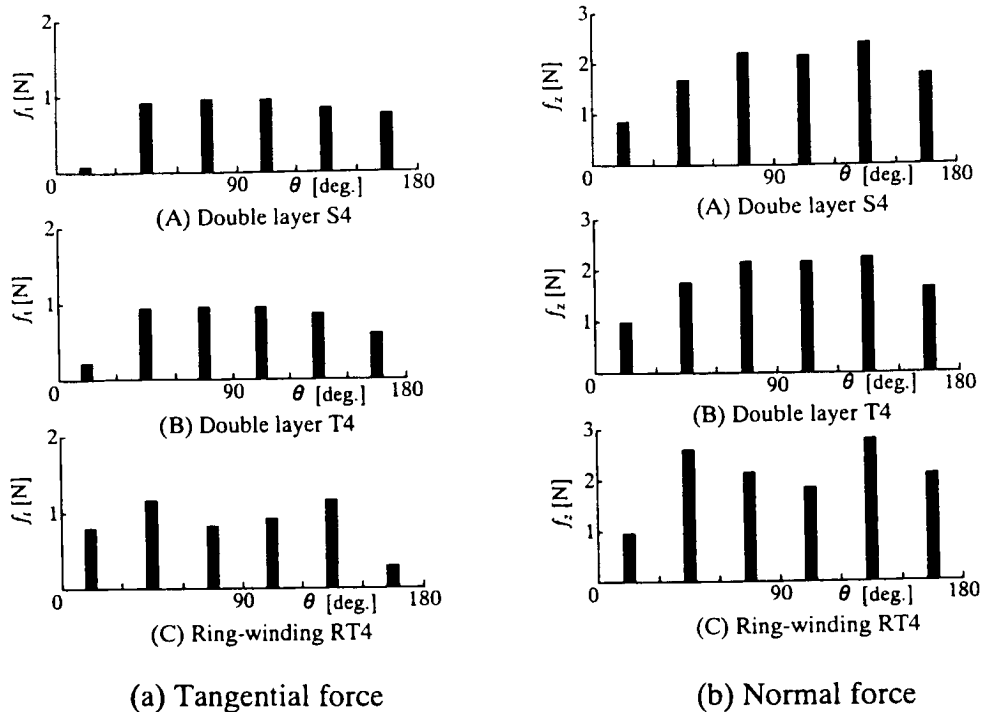 2
1
0
f_t [N]
90
θ [deg.]
180
(A) Double layer S4
2
1
0
f_t [N]
90
θ [deg.]
180
(B) Double layer T4
2
1
0
f_t [N]
90
θ [deg.]
180
(C) Ring-winding RT4
(a) Tangential force
3
2
1
0
f_z [N]
90
θ [deg.]
180
(A) Doube layer S4
3
2
1
0
f_z [N]
90
θ [deg.]
180
(B) Double layer T4
3
2
1
0
f_z [N]
90
θ [deg.]
180
(C) Ring-winding RT4
(b) Normal force